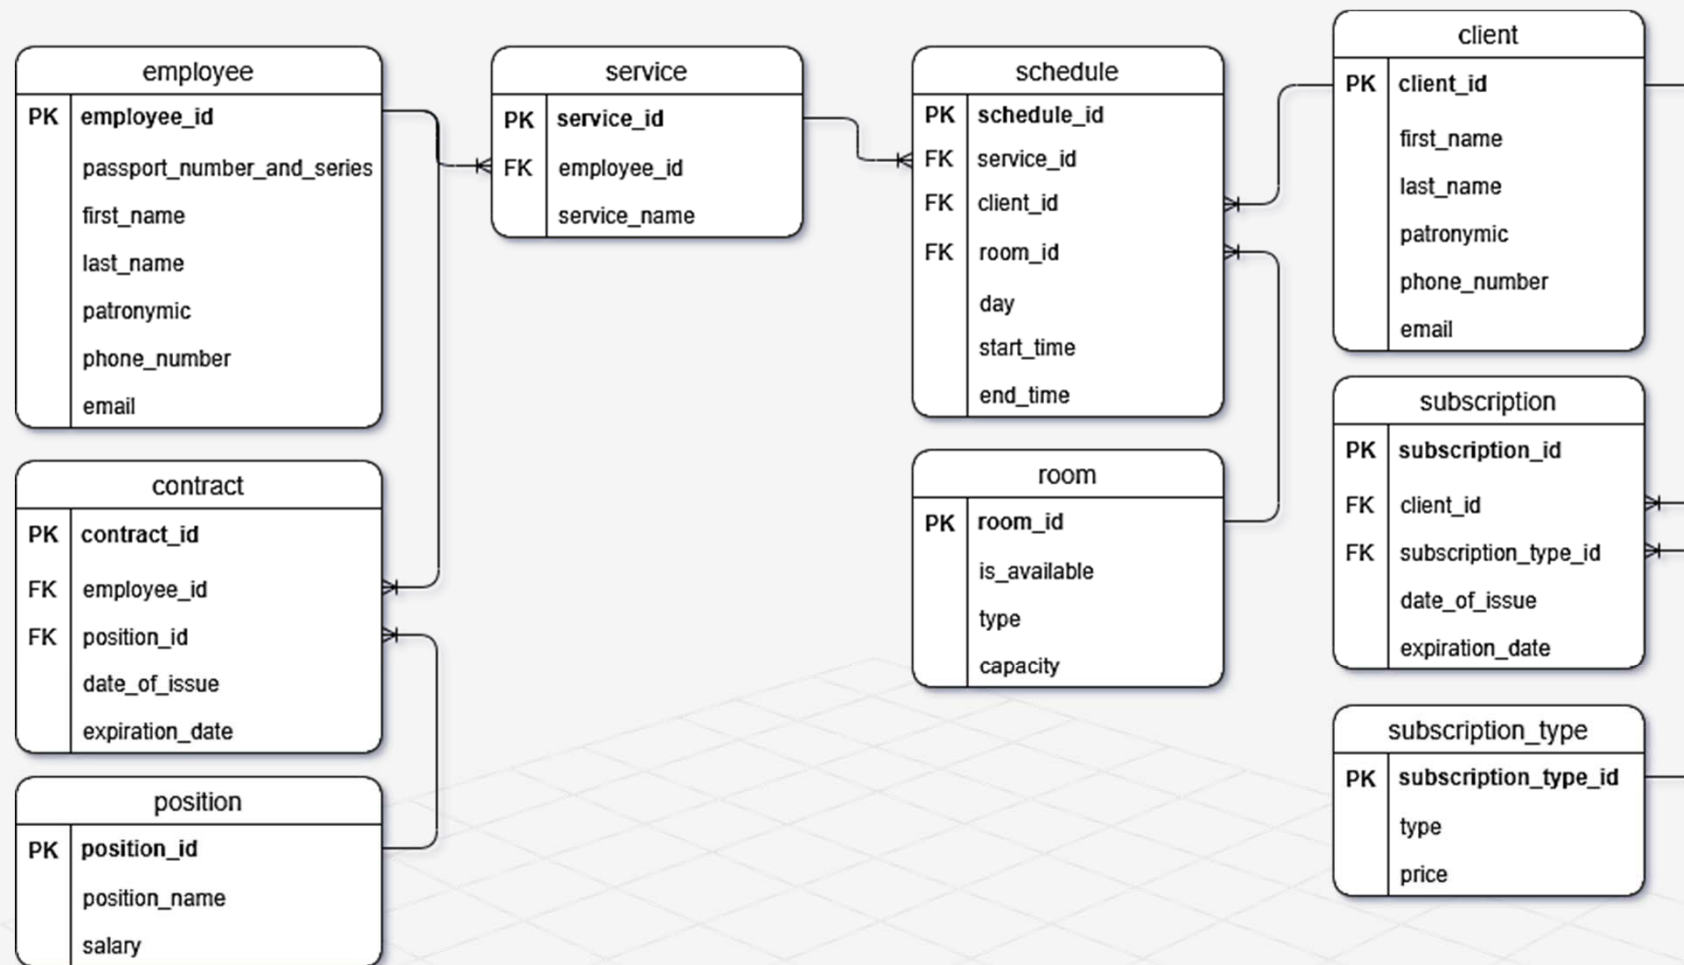 employee
PK employee_id
passport_number_and_series
first_name
last_name
patronymic
phone_number
email
contract
PK contract_id
FK employee_id
FK position_id
date_of_issue
expiration_date
position
PK position_id
position_name
salary
service
PK service_id
FK employee_id
service_name
schedule
PK schedule_id
FK service_id
FK client_id
FK room_id
day
start_time
end_time
room
PK room_id
is_available
type
capacity
client
PK client_id
first_name
last_name
patronymic
phone_number
email
subscription
PK subscription_id
FK client_id
FK subscription_type_id
date_of_issue
expiration_date
subscription_type
PK subscription_type_id
type
price